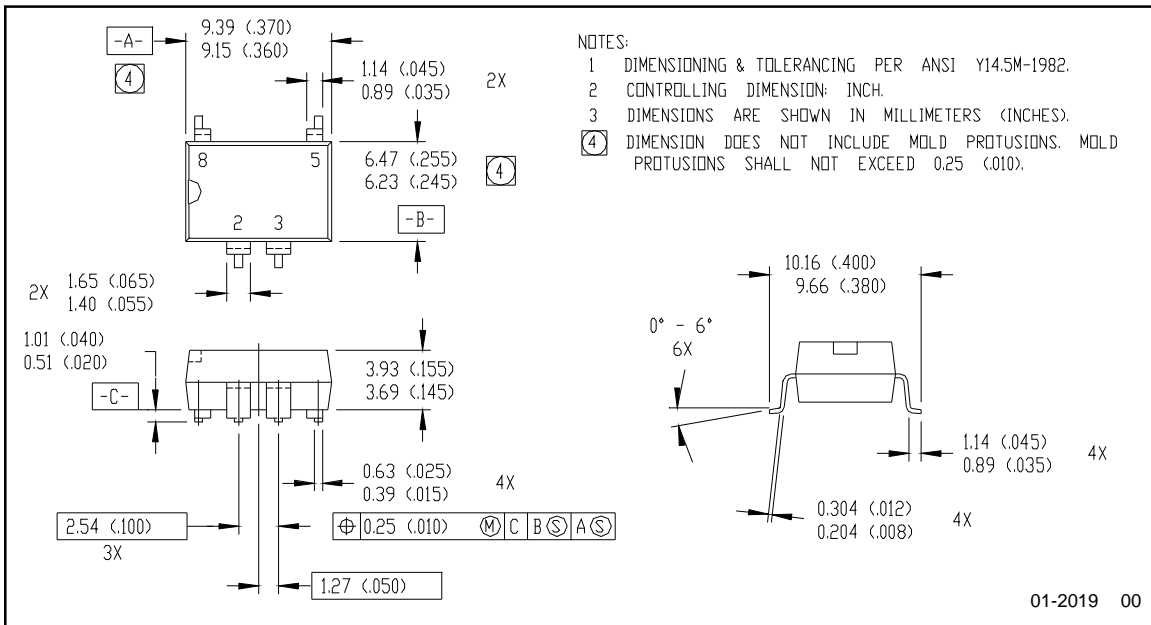 -A-
9.39 (.370)
9.15 (.360)
4
1.14 (.045)
0.89 (.035)
2X
8
5
6.47 (.255)
6.23 (.245)
4
2 3
-B-
2X
1.65 (.065)
1.40 (.055)
NOTES:
1 DIMENSIONING & TOLERANCING PER ANSI Y14.5M-1982.
2 CONTROLLING DIMENSION: INCH.
3 DIMENSIONS ARE SHOWN IN MILLIMETERS (INCHES).
4 DIMENSION DOES NOT INCLUDE MOLD PROTUSIONS. MOLD
PROTUSIONS SHALL NOT EXCEED 0.25 (.010).
1.01 (.040)
0.51 (.020)
-C-
3.93 (.155)
3.69 (.145)
0.63 (.025)
0.39 (.015)
4X
2.54 (.100)
3X
⌖ 0.25 (.010) Ⓜ C B Ⓢ A Ⓢ
1.27 (.050)
10.16 (.400)
9.66 (.380)
0° - 6°
6X
1.14 (.045)
0.89 (.035)
4X
0.304 (.012)
0.204 (.008)
4X
01-2019 00